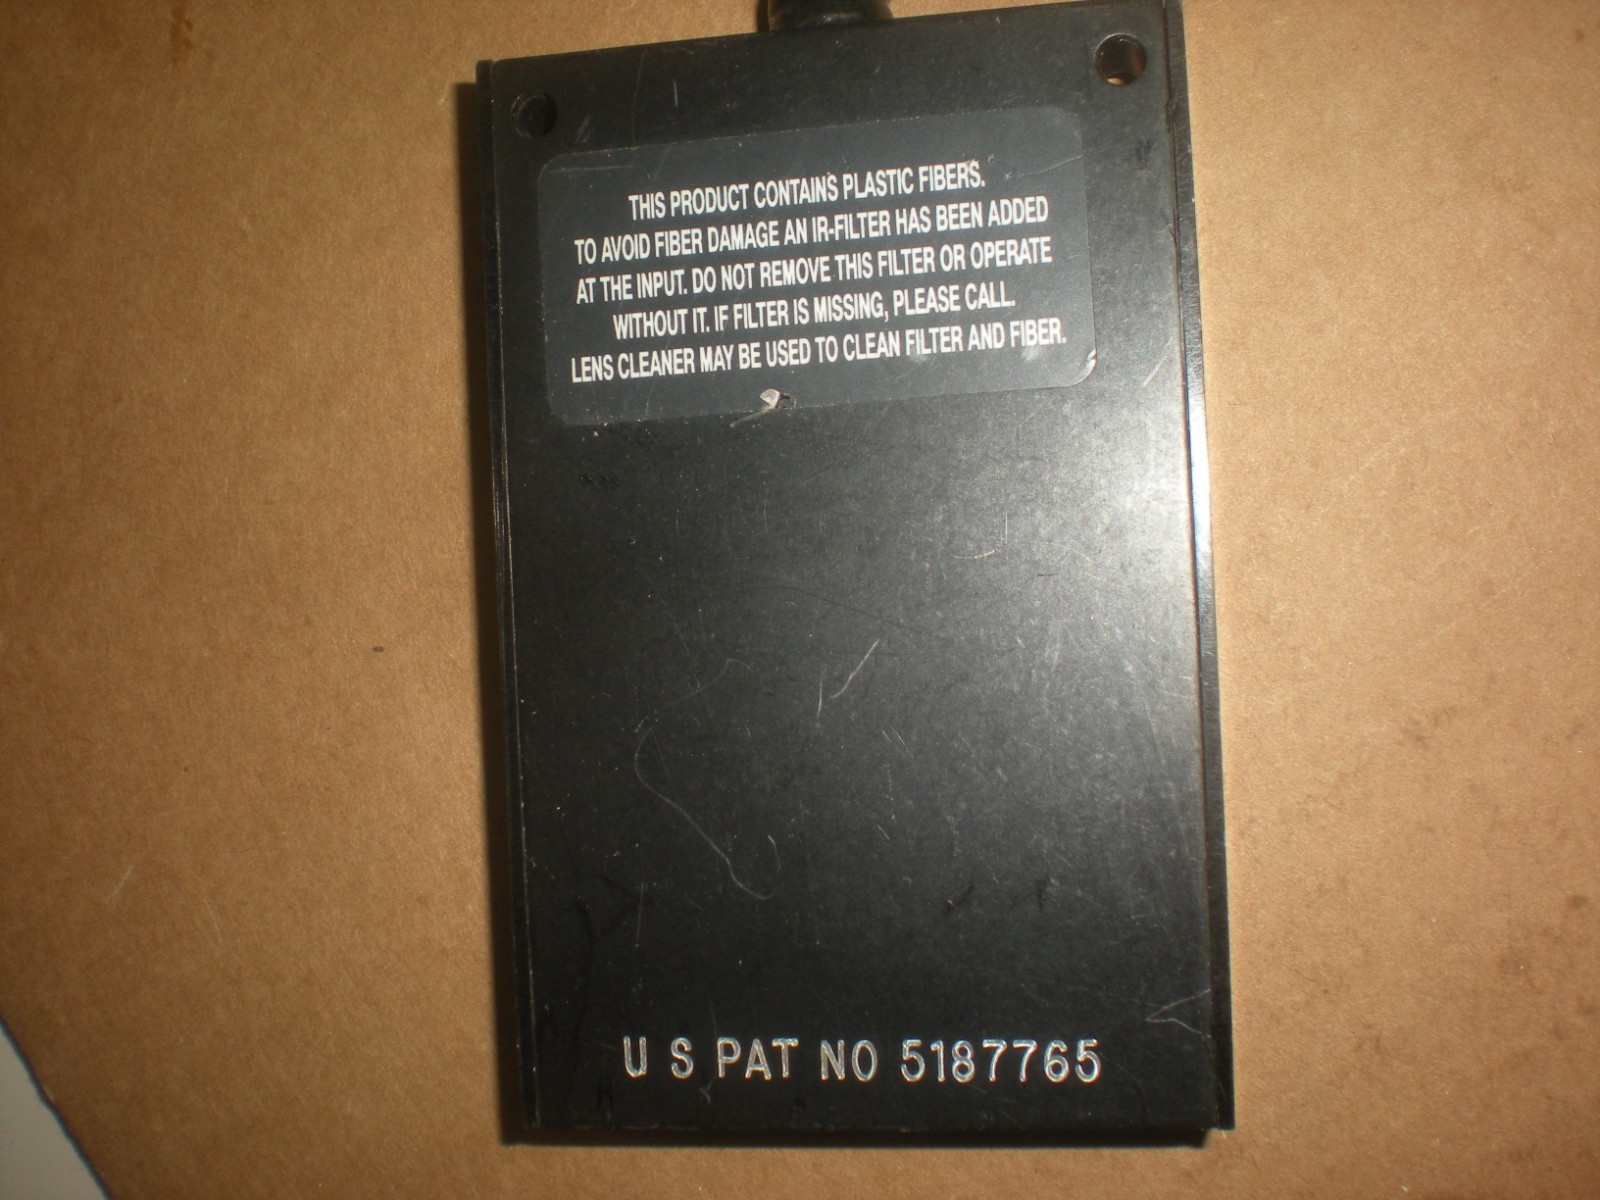 THIS PRODUCT CONTAINS PLASTIC FIBERS.
TO AVOID FIBER DAMAGE AN IR-FILTER HAS BEEN ADDED
AT THE INPUT. DO NOT REMOVE THIS FILTER OR OPERATE
WITHOUT IT. IF FILTER IS MISSING, PLEASE CALL.
LENS CLEANER MAY BE USED TO CLEAN FILTER AND FIBER.
U S PAT NO 5187765